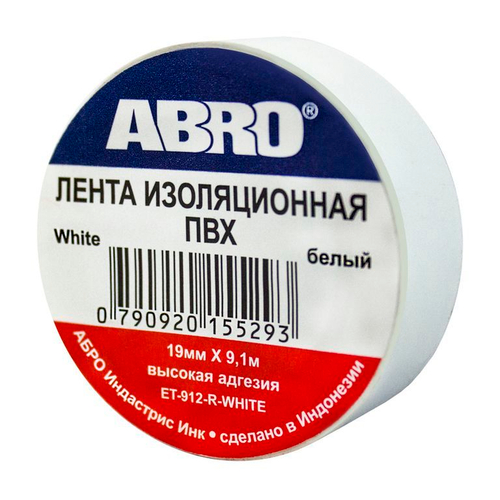 ABRO®
ЛЕНТА ИЗОЛЯЦИОННАЯ
ПВХ
White
белый
0 790920 155293
19мм X 9,1м
высокая адгезия
ET-912-R-WHITE
АБРО Индастрис Инк • сделано в Индонезии